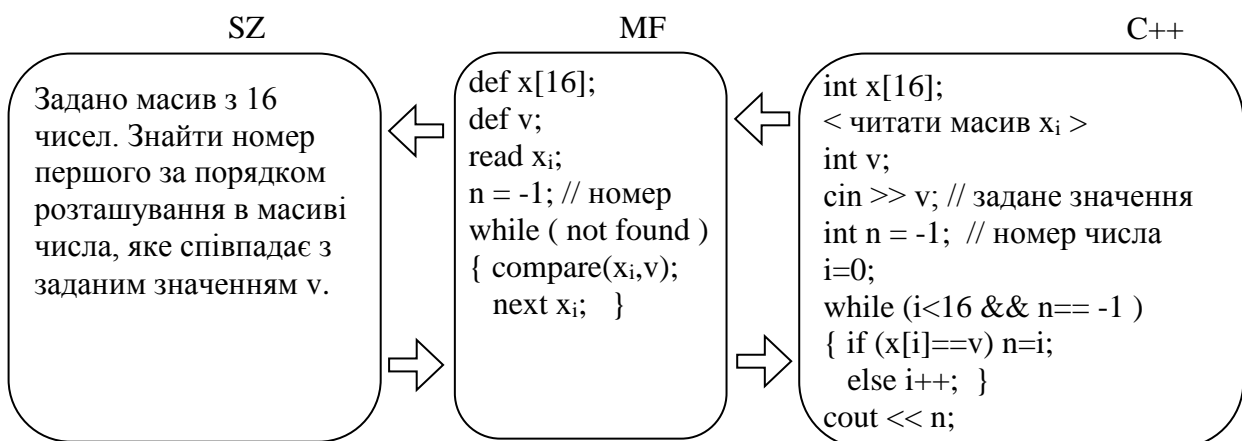 SZ
MF
C++
Задано масив з 16
чисел. Знайти номер
першого за порядком
розташування в масиві
числа, яке співпадає з
заданим значенням v.
def x[16];
def v;
read xi;
n = -1; // номер
while ( not found )
{ compare(xi,v);
next xi; }
int x[16];
< читати масив xi >
int v;
cin >> v; // задане значення
int n = -1; // номер числа
i=0;
while (i<16 && n== -1 )
{ if (x[i]==v) n=i;
else i++; }
cout << n;